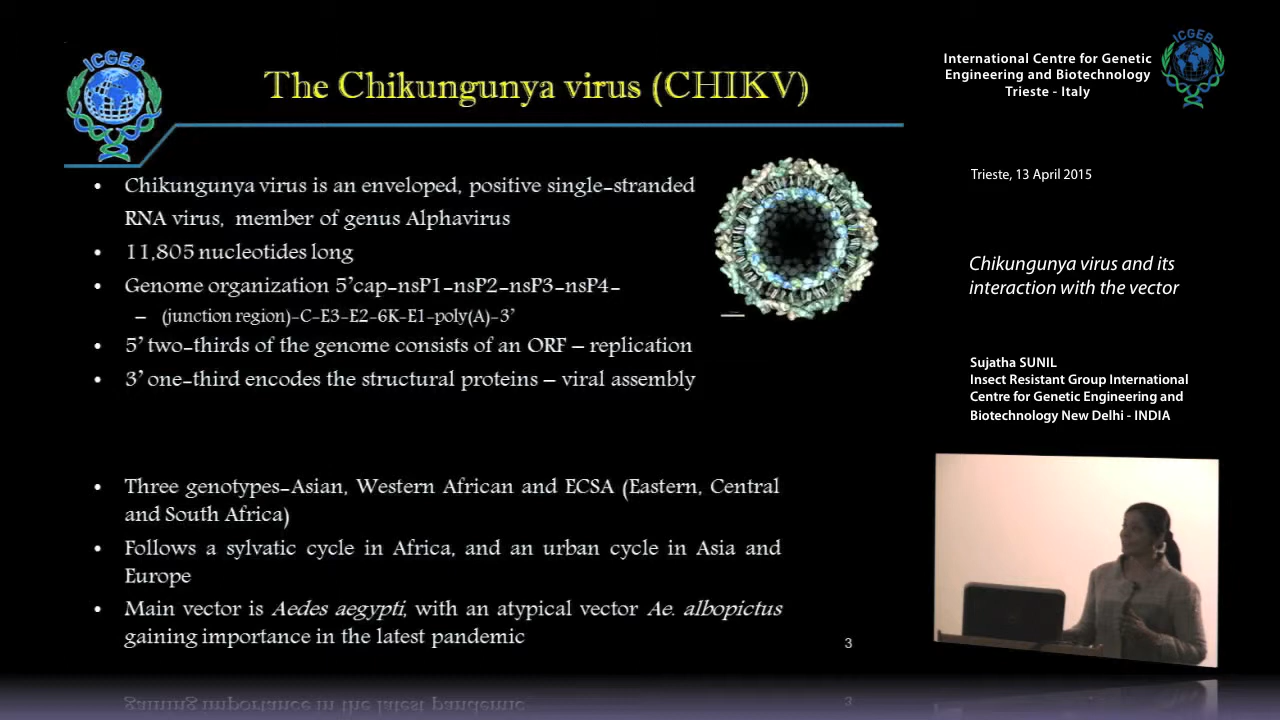 ICGEB
The Chikungunya virus (CHIKV)
• Chikungunya virus is an enveloped, positive single-stranded
RNA virus, member of genus Alphavirus
• 11,805 nucleotides long
• Genome organization 5’cap-nsP1-nsP2-nsP3-nsP4-
– (junction region)-C-E3-E2-6K-E1-poly(A)-3’
• 5’ two-thirds of the genome consists of an ORF – replication
• 3’ one-third encodes the structural proteins – viral assembly
• Three genotypes-Asian, Western African and ECSA (Eastern, Central
and South Africa)
• Follows a sylvatic cycle in Africa, and an urban cycle in Asia and
Europe
• Main vector is Aedes aegypti, with an atypical vector Ae. albopictus
gaining importance in the latest pandemic
3
International Centre for Genetic
Engineering and Biotechnology
Trieste - Italy
ICGEB
Trieste, 13 April 2015
Chikungunya virus and its
interaction with the vector
Sujatha SUNIL
Insect Resistant Group International
Centre for Genetic Engineering and
Biotechnology New Delhi - INDIA